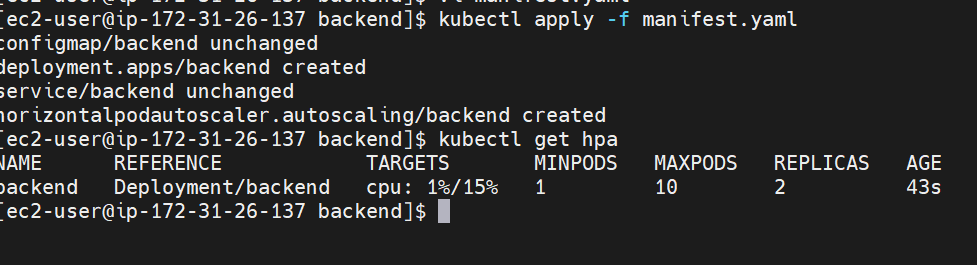 [ec2-user@ip-172-31-26-137 backend]$ kubectl apply -f manifest.yaml
configmap/backend unchanged
deployment.apps/backend created
service/backend unchanged
horizontalpodautoscaler.autoscaling/backend created
[ec2-user@ip-172-31-26-137 backend]$ kubectl get hpa
NAME      REFERENCE            TARGETS       MINPODS   MAXPODS   REPLICAS   AGE
backend   Deployment/backend   cpu: 1%/15%   1         10        2          43s
[ec2-user@ip-172-31-26-137 backend]$